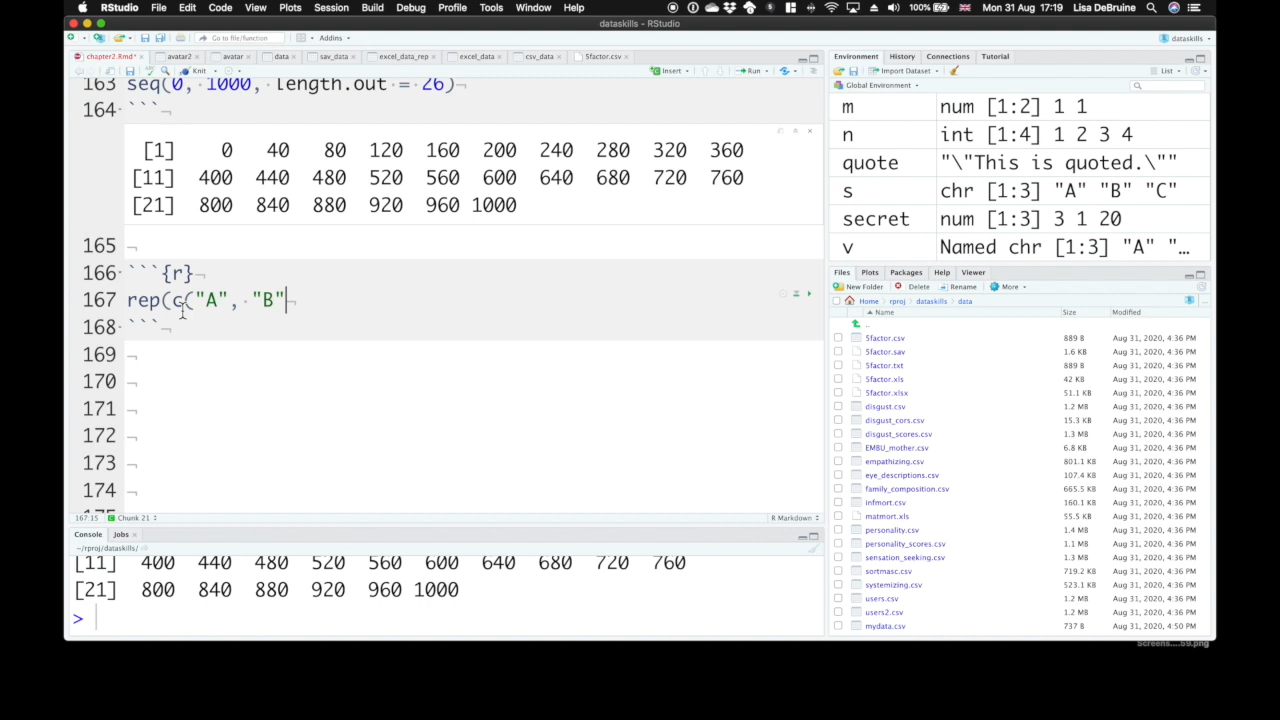 RStudio File Edit Code View Plots Session Build Debug Profile Tools Window Help 100% Mon 31 Aug 17:19 Lisa DeBruine
dataskills – RStudio
Go to file/function Addins dataskills
chapter2.Rmd* avatar2 avatar data sav_data excel_data_rep excel_data csv_data 5factor.csv
Knit Insert Run
163 seq(0, 1000, length.out = 26)¬
164 ```¬
[1] 0 40 80 120 160 200 240 280 320 360
[11] 400 440 480 520 560 600 640 680 720 760
[21] 800 840 880 920 960 1000
165 ¬
166 ```{r}¬
167 rep(c("A", "B"¬
168 ```¬
169 ¬
170 ¬
171 ¬
172 ¬
173 ¬
174 ¬
167:15 Chunk 21 R Markdown
Console Jobs
~/rproj/dataskills/
[11] 400 440 480 520 560 600 640 680 720 760
[21] 800 840 880 920 960 1000
>
Environment History Connections Tutorial
Import Dataset List
Global Environment
m num [1:2] 1 1
n int [1:4] 1 2 3 4
quote "\"This is quoted.\""
s chr [1:3] "A" "B" "C"
secret num [1:3] 3 1 20
v Named chr [1:3] "A" "…
Files Plots Packages Help Viewer
New Folder Delete Rename More
Home rproj dataskills data
Name Size Modified
..
5factor.csv 889 B Aug 31, 2020, 4:36 PM
5factor.sav 1.6 KB Aug 31, 2020, 4:36 PM
5factor.txt 889 B Aug 31, 2020, 4:36 PM
5factor.xls 42 KB Aug 31, 2020, 4:36 PM
5factor.xlsx 51.1 KB Aug 31, 2020, 4:36 PM
disgust.csv 1.2 MB Aug 31, 2020, 4:36 PM
disgust_cors.csv 15.3 KB Aug 31, 2020, 4:36 PM
disgust_scores.csv 1.3 MB Aug 31, 2020, 4:36 PM
EMBU_mother.csv 6.8 KB Aug 31, 2020, 4:36 PM
empathizing.csv 801.1 KB Aug 31, 2020, 4:36 PM
eye_descriptions.csv 107.4 KB Aug 31, 2020, 4:36 PM
family_composition.csv 665.5 KB Aug 31, 2020, 4:36 PM
infmort.csv 160.1 KB Aug 31, 2020, 4:36 PM
matmort.xls 55.5 KB Aug 31, 2020, 4:36 PM
personality.csv 1.4 MB Aug 31, 2020, 4:36 PM
personality_scores.csv 1.1 MB Aug 31, 2020, 4:36 PM
sensation_seeking.csv 1.3 MB Aug 31, 2020, 4:36 PM
sortmasc.csv 719.2 KB Aug 31, 2020, 4:36 PM
systemizing.csv 523.1 KB Aug 31, 2020, 4:36 PM
users.csv 1.2 MB Aug 31, 2020, 4:36 PM
users2.csv 1.2 MB Aug 31, 2020, 4:36 PM
mydata.csv 737 B Aug 31, 2020, 4:50 PM
Screens....59.png